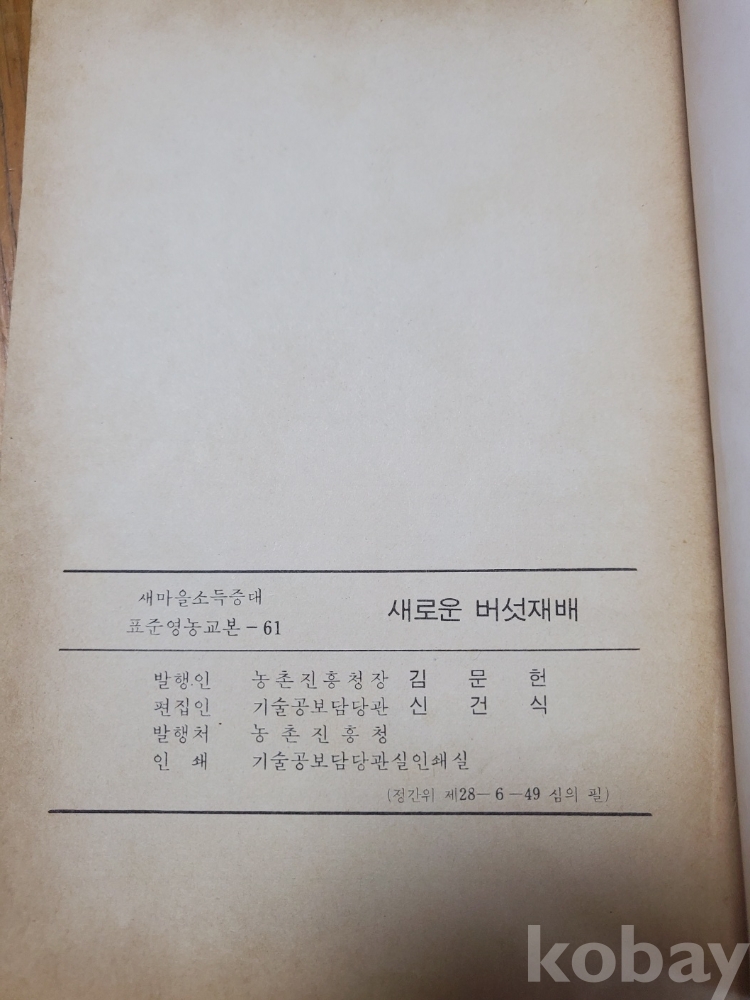 새마을소득증대
표준영농교본－61
새로운 버섯재배
발행인 농촌진흥청장 김문헌
편집인 기술공보담당관 신건식
발행처 농촌진흥청
인쇄 기술공보담당관실인쇄실
(정간위 제28－6－49 심의 필)
kobay